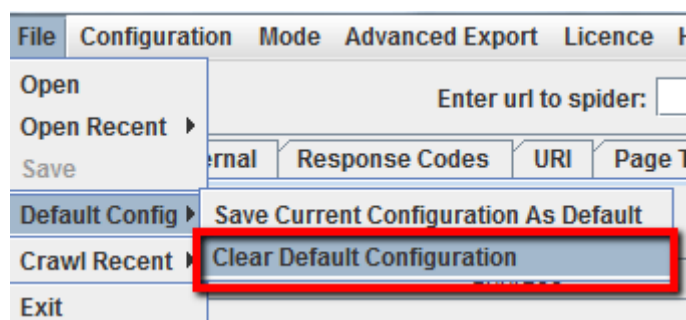 File Configuration Mode Advanced Export Licence
Open
Enter url to spider:
Open Recent
Save
Response Codes URI Page
Default Config
Save Current Configuration As Default
Clear Default Configuration
Crawl Recent
Exit